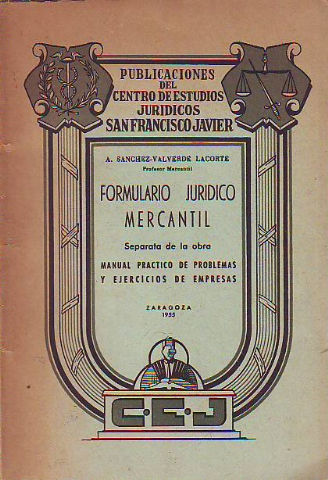 PUBLICACIONES
DEL
CENTRO DE ESTUDIOS
JURIDICOS
SAN FRANCISCO JAVIER
A. SANCHEZ-VALVERDE LACORTE
Profesor Mercantil
FORMULARIO JURIDICO
MERCANTIL
Separata de la obra
MANUAL PRACTICO DE PROBLEMAS
Y EJERCICIOS DE EMPRESAS
ZARAGOZA
1955
C·E·J